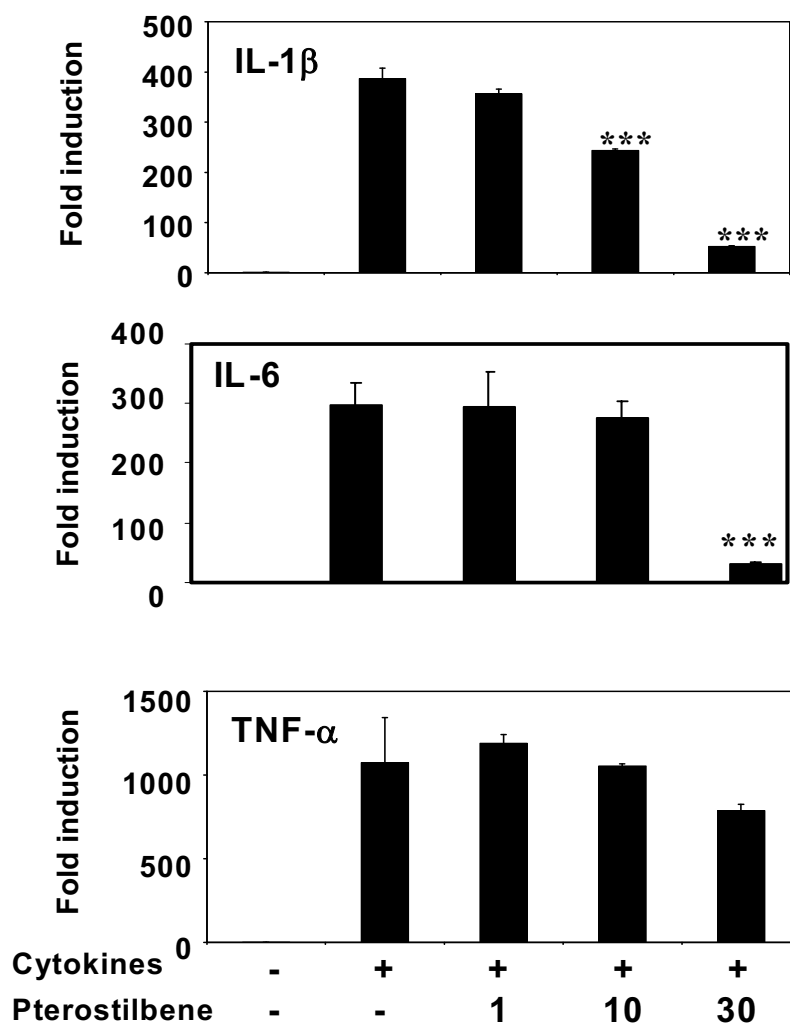 500
IL-1β
400
Fold induction
300
***
200
100
***
0
400
IL-6
300
Fold induction
200
100
***
0
1500
TNF-α
1000
Fold induction
500
0
Cytokines - + + + +
Pterostilbene - - 1 10 30